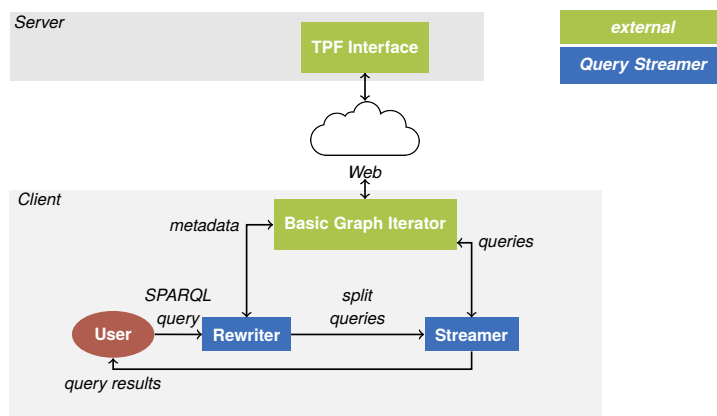 Server
TPF Interface
external
Query Streamer
Web
Client
Basic Graph Iterator
metadata
queries
SPARQL
query
split
queries
User
Rewriter
Streamer
query results